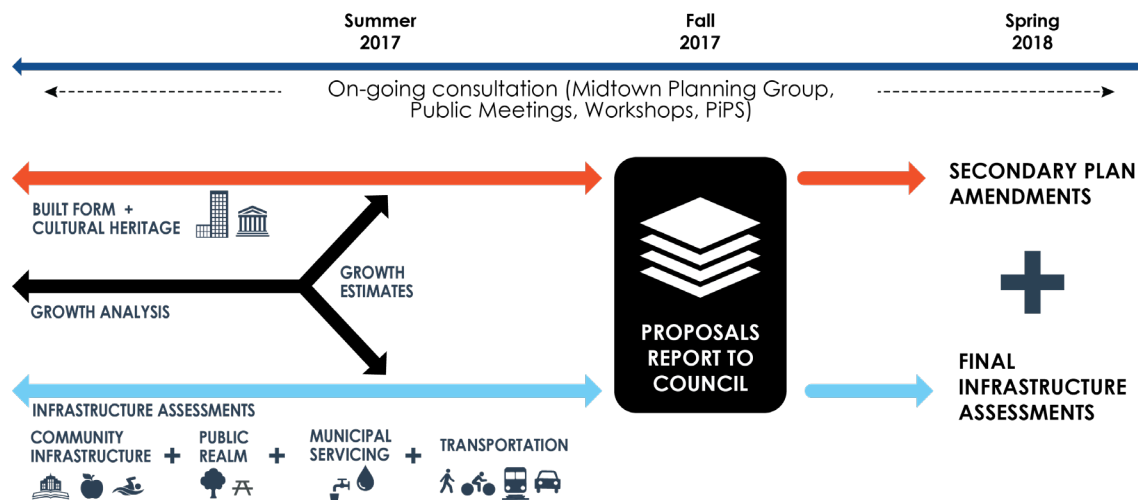 Summer
2017
Fall
2017
Spring
2018
On-going consultation (Midtown Planning Group,
Public Meetings, Workshops, PiPS)
BUILT FORM +
CULTURAL HERITAGE
GROWTH
ESTIMATES
GROWTH ANALYSIS
PROPOSALS
REPORT TO
COUNCIL
SECONDARY PLAN
AMENDMENTS
FINAL
INFRASTRUCTURE
ASSESSMENTS
INFRASTRUCTURE ASSESSMENTS
COMMUNITY
INFRASTRUCTURE
+
PUBLIC
REALM
+
MUNICIPAL
SERVICING
+
TRANSPORTATION